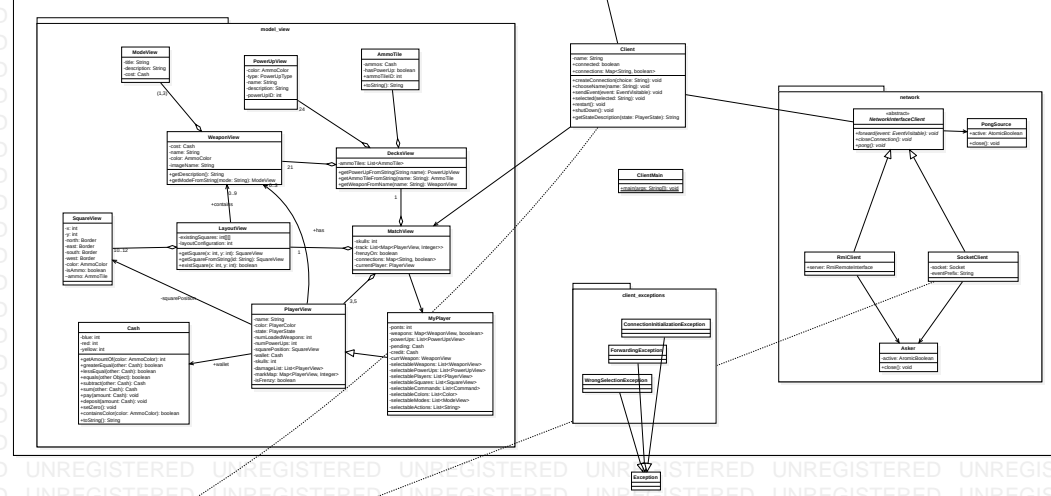 model_view
ModeView
-title: String
-description: String
-cost: Cash
(1,3)
PowerUpView
-color: AmmoColor
-type: PowerUpType
-name: String
-description: String
-powerUpID: int
24
AmmoTile
-ammos: Cash
-hasPowerUp: boolean
+ammoTileID: int
+toString(): String
WeaponView
-cost: Cash
-name: String
-color: AmmoColor
-imageName: String
+getDescription(): String
+getModeFromString(mode: String): ModeView
21
DecksView
-ammoTiles: List<AmmoTile>
+getPowerUpFromString(String name): PowerUpView
+getAmmoTileFromString(name: String): AmmoTile
+getWeaponFromName(name: String): WeaponView
1
+contains
+has
SquareView
-x: int
-y: int
-north: Border
-east: Border
-south: Border
-west: Border
-color: AmmoColor
-isAmmo: boolean
-ammo: AmmoTile
10..12
LayoutView
-existingSquares: int[][]
-layoutConfiguration: int
+getSquare(x: int, y: int): SquareView
+getSquareFromString(id: String): SquareView
+existSquare(x: int, y: int): boolean
1
MatchView
-skulls: int
-track: List<Map<PlayerView, Integer>>
-frenzyOn: boolean
-connections: Map<String, boolean>
-currentPlayer: PlayerView
-squarePosition
3,5
PlayerView
-name: String
-color: PlayerColor
-state: PlayerState
-numLoadedWeapons: int
-numPowerUps: int
-squarePosition: SquareView
-wallet: Cash
-skulls: int
-damageList: List<PlayerView>
-markMap: Map<PlayerView, Integer>
-isFrenzy: boolean
MyPlayer
-points: int
-weapons: Map<WeaponView, boolean>
-powerUps: List<PowerUpsView>
-pending: Cash
-credit: Cash
-currWeapon: WeaponView
-selectableWeapons: List<WeaponView>
-selectablePowerUps: List<PowerUpView>
-selectablePlayers: List<PlayerView>
-selectableSquares: List<SquareView>
-selectableCommands: List<Command>
-selectableColors: List<Color>
-selectableModes: List<ModeView>
-selectableActions: List<String>
Cash
-blue: int
-red: int
-yellow: int
+getAmountOf(color: AmmoColor): int
+greaterEqual(other: Cash): boolean
+lessEqual(other: Cash): boolean
+equals(other Object): boolean
+subtract(other: Cash): Cash
+sum(other: Cash): Cash
+pay(amount: Cash): void
+deposit(amount: Cash): void
+setZero(): void
+containsColor(color: AmmoColor): boolean
+toString(): String
+wallet
Client
-name: String
-connected: boolean
-connections: Map<String, boolean>
+createConnection(choice: String): void
+chooseName(name: String): void
+sendEvent(event: EventVisitable): void
+selected(selected: String): void
+restart(): void
+shutDown(): void
+getStateDescription(state: PlayerState): String
ClientMain
+main(args: String[]): void
network
«abstract»
NetworkInterfaceClient
+forward(event: EventVisitable): void
+closeConnection(): void
+pong(): void
PongSource
+active: AtomicBoolean
+close(): void
RmiClient
+server: RmiRemoteInterface
SocketClient
-socket: Socket
-eventPrefix: String
Asker
-active: AtomicBoolean
+close(): void
client_exceptions
ConnectionInitializationException
ForwardingException
WrongSelectionException
Exception
UNREGISTERED UNREGISTERED UNREGISTERED UNREGISTERED UNREGISTERED UNREGIS